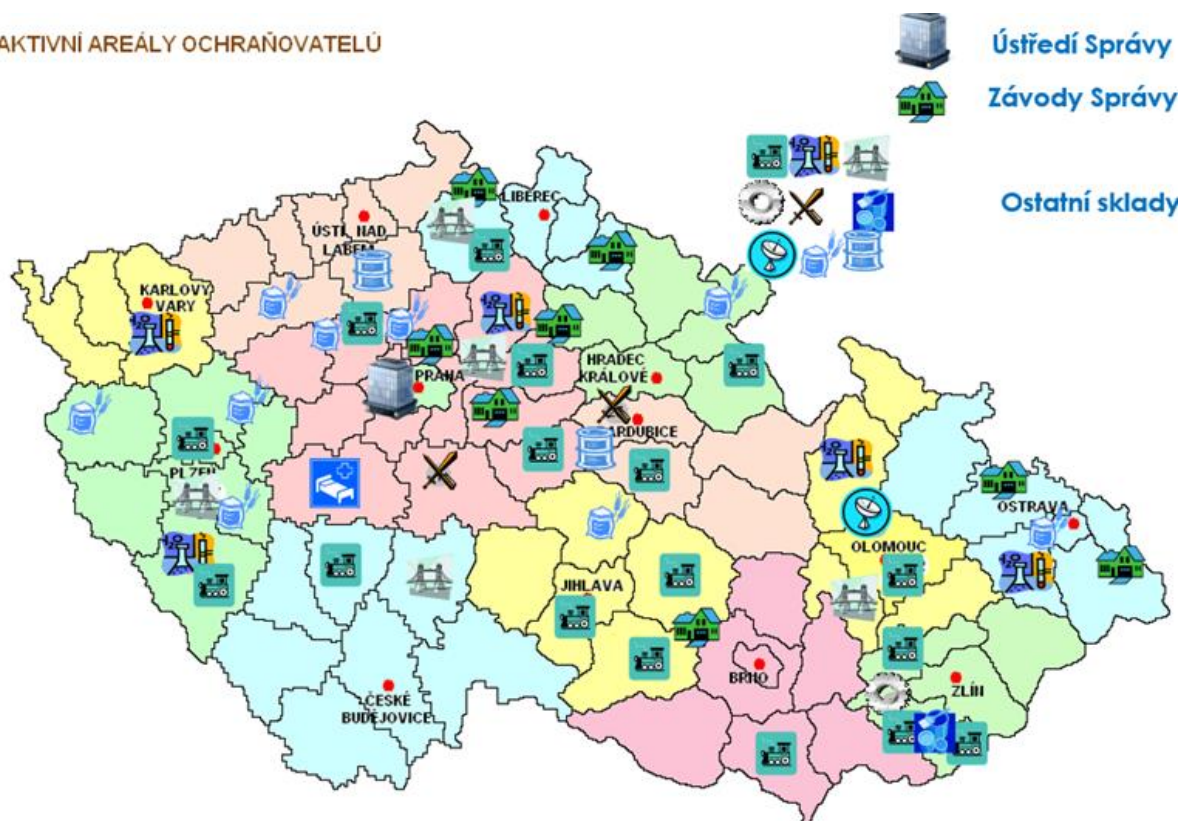 AKTIVNÍ AREÁLY OCHRAŇOVATELŮ
Ústředí Správy
Závody Správy
Ostatní sklady
LIBEREC
ÚSTÍ NAD
LABEM
KARLOVY
VARY
PRAHA
HRADEC
KRÁLOVÉ
ARDUBICE
PLZEŇ
OSTRAVA
OLOMOUC
JIHLAVA
BRNO
ZLÍN
ČESKÉ
BUDĚJOVICE